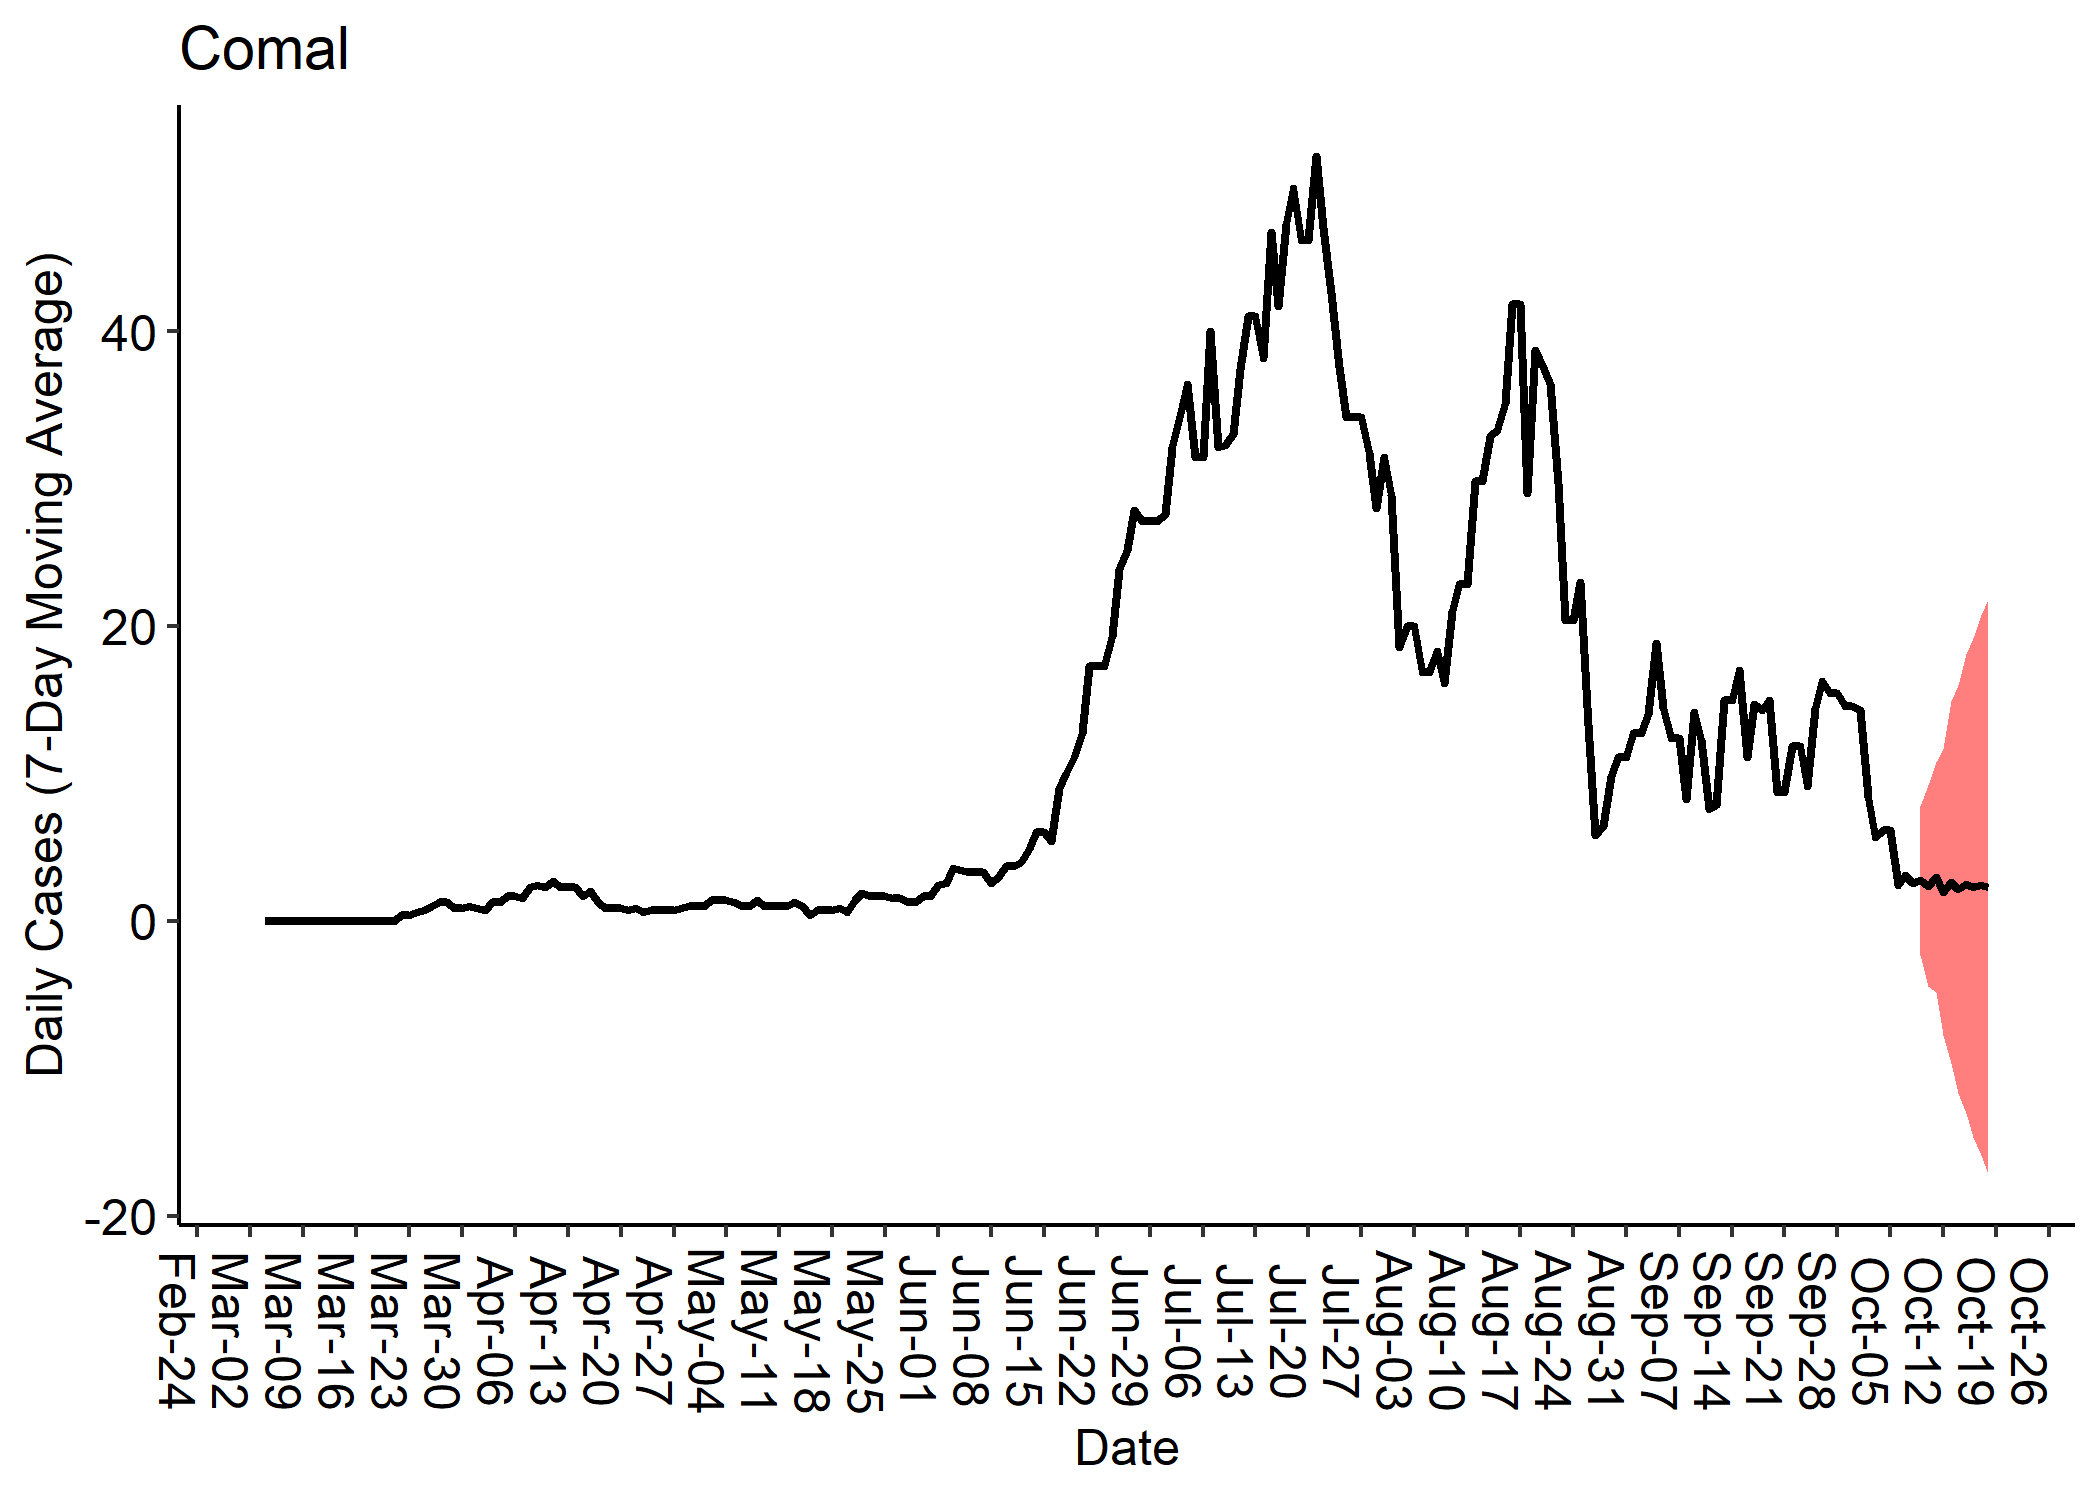 Comal
Daily Cases (7-Day Moving Average)
40
20
0
-20
Feb-24
Mar-02
Mar-09
Mar-16
Mar-23
Mar-30
Apr-06
Apr-13
Apr-20
Apr-27
May-04
May-11
May-18
May-25
Jun-01
Jun-08
Jun-15
Jun-22
Jun-29
Jul-06
Jul-13
Jul-20
Jul-27
Aug-03
Aug-10
Aug-17
Aug-24
Aug-31
Sep-07
Sep-14
Sep-21
Sep-28
Oct-05
Oct-12
Oct-19
Oct-26
Date